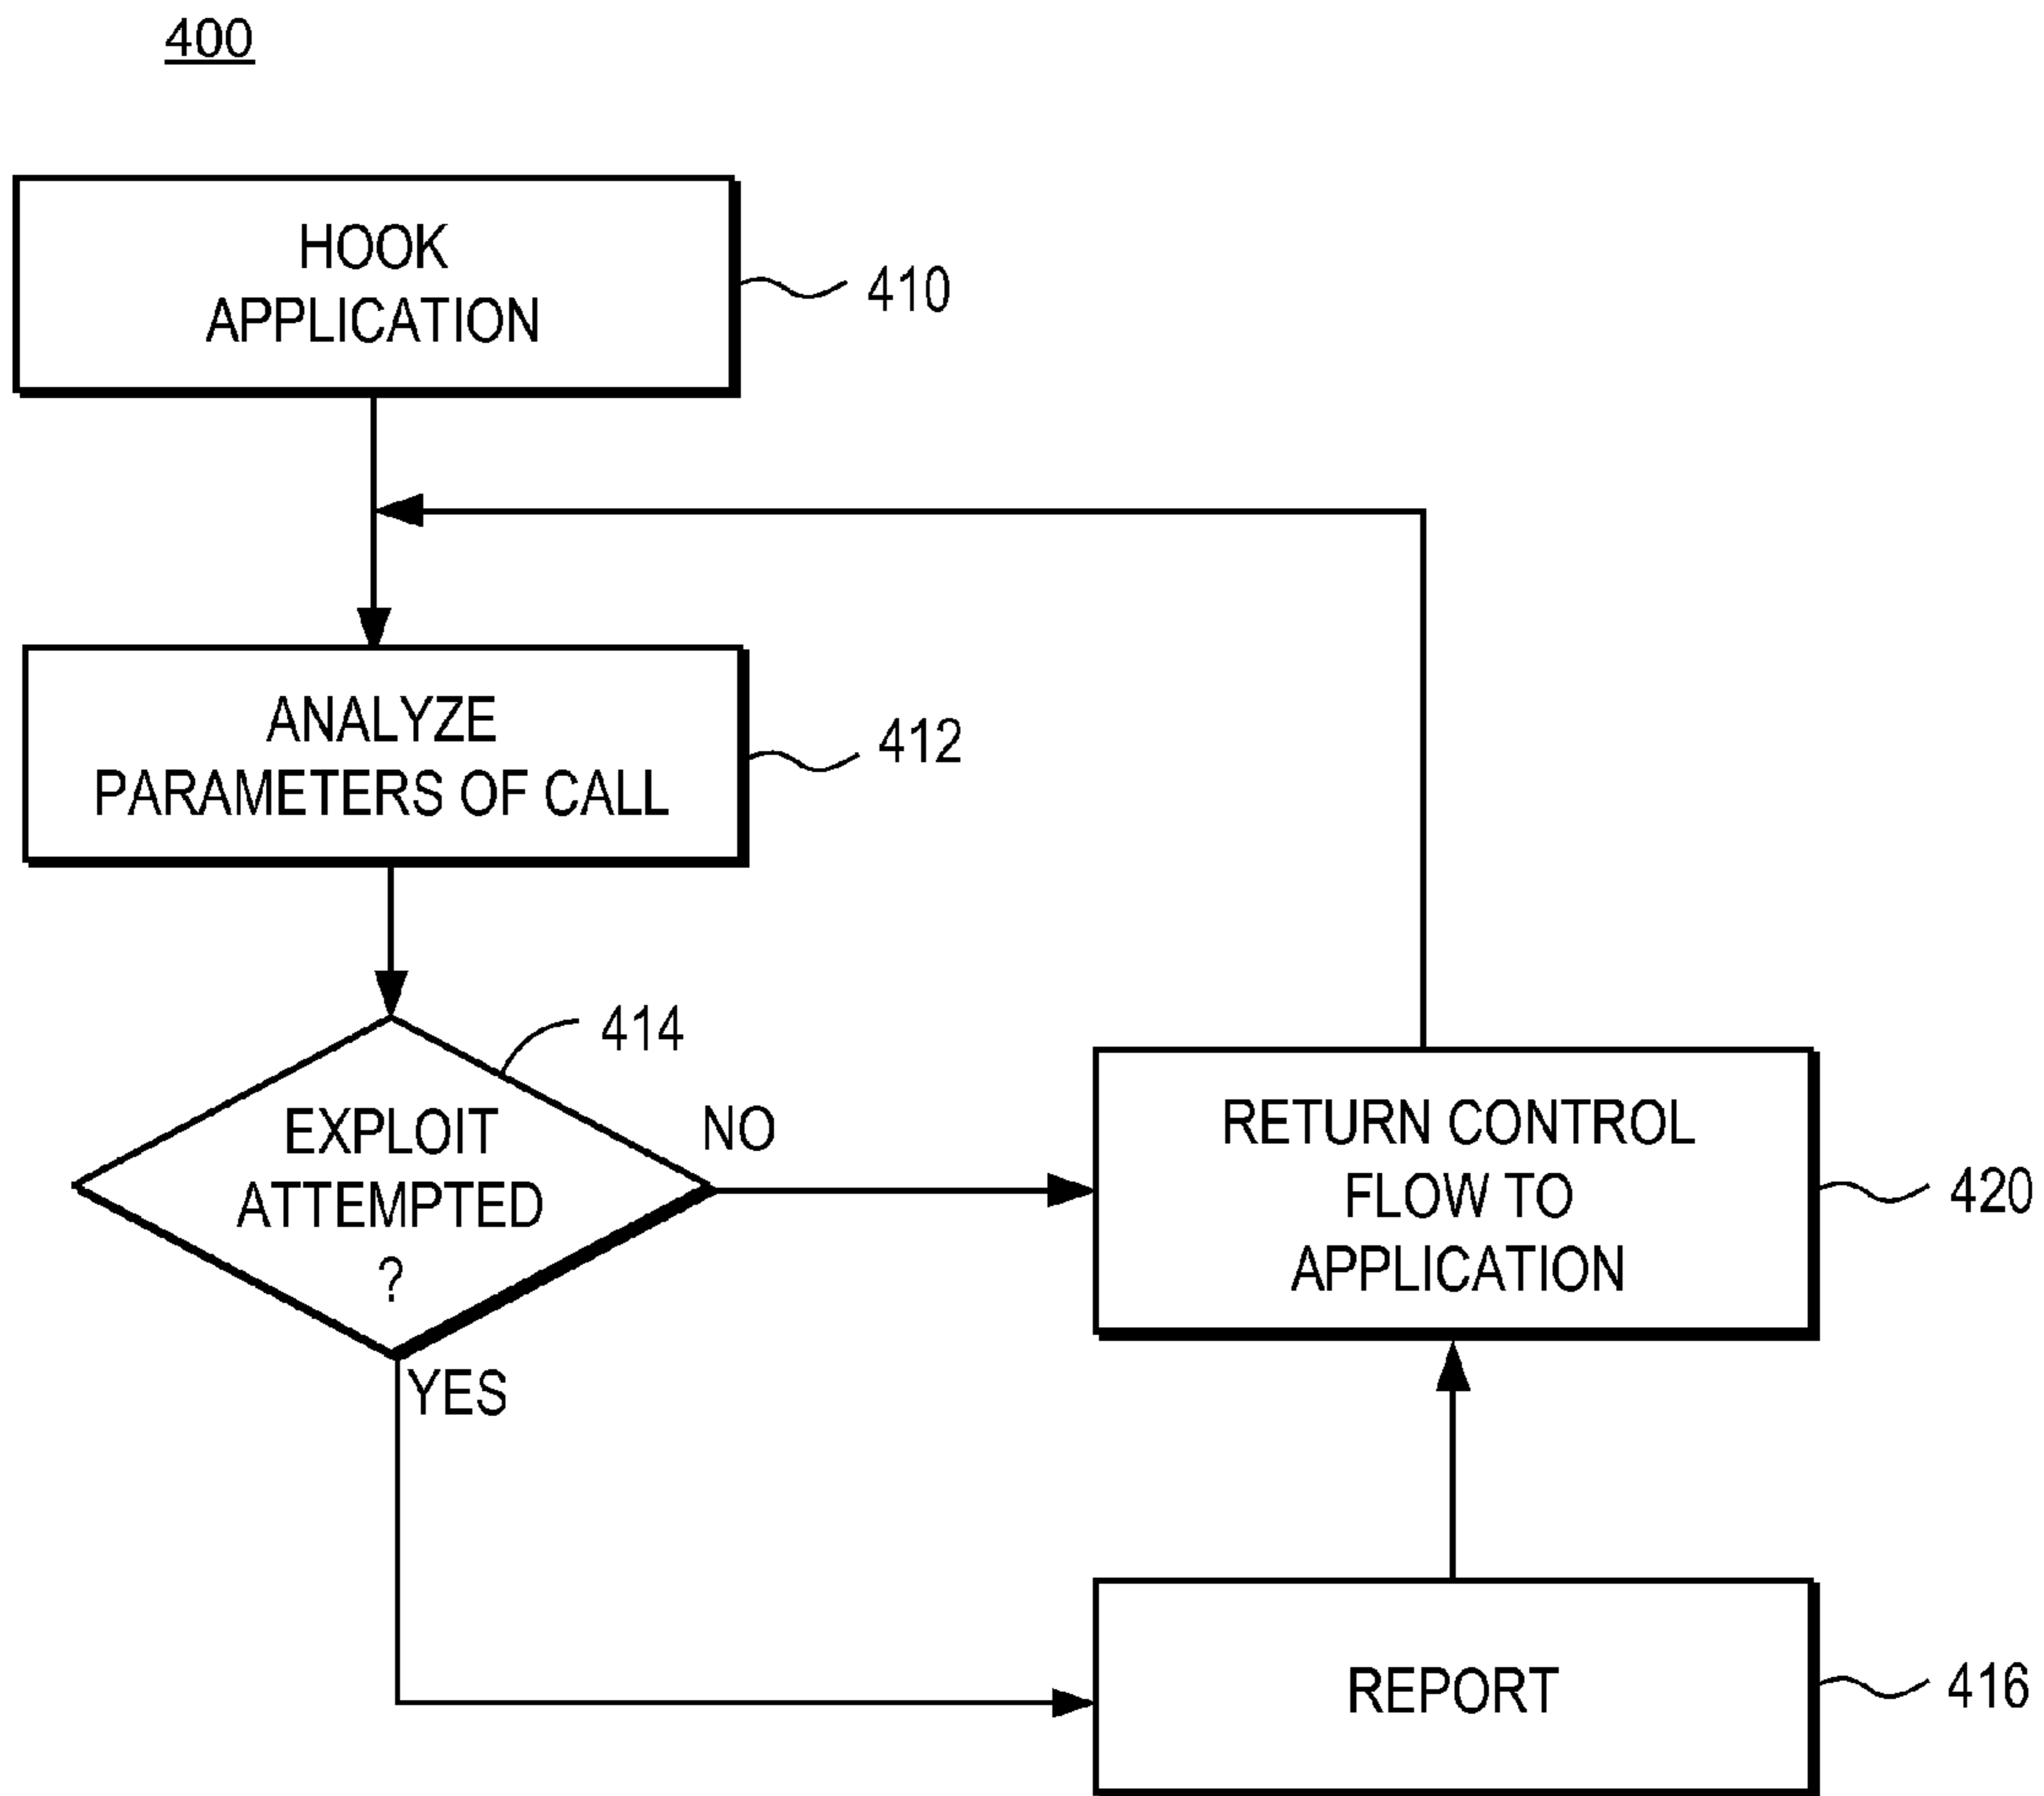 400
HOOK
APPLICATION
410
ANALYZE
PARAMETERS OF CALL
412
414
EXPLOIT
ATTEMPTED
?
NO
YES
RETURN CONTROL
FLOW TO
APPLICATION
420
REPORT
416